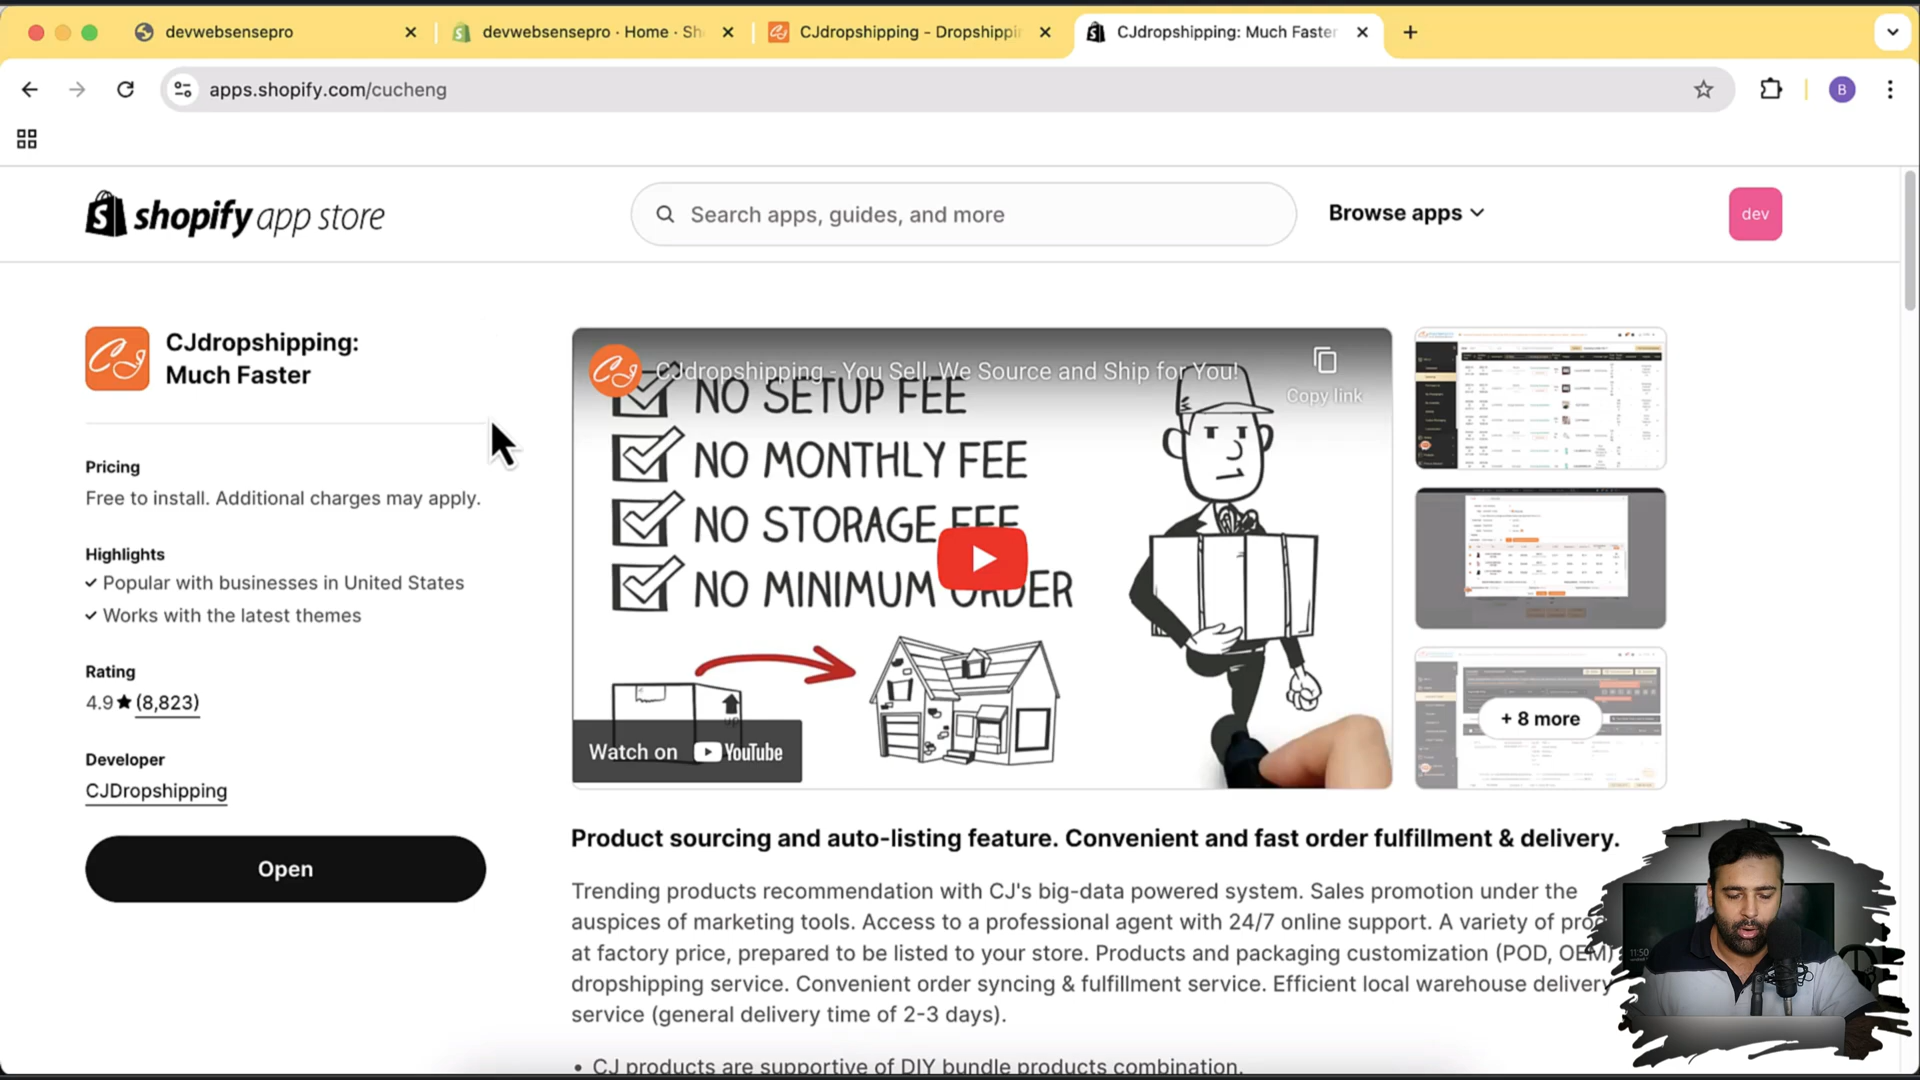 devwebsensepro
devwebsensepro · Home · Sh
CJdropshipping - Dropshippi
CJdropshipping: Much Faster
apps.shopify.com/cucheng
B
shopify app store
Search apps, guides, and more
Browse apps
dev
CJdropshipping:
Much Faster
Pricing
Free to install. Additional charges may apply.
Highlights
Popular with businesses in United States
Works with the latest themes
Rating
4.9★ (8,823)
Developer
CJDropshipping
Open
CJdropshipping - You Sell, We Source and Ship for You!
Copy link
NO SETUP FEE
NO MONTHLY FEE
NO STORAGE FEE
NO MINIMUM ORDER
UP
Watch on YouTube
+ 8 more
Product sourcing and auto-listing feature. Convenient and fast order fulfillment & delivery.
Trending products recommendation with CJ's big-data powered system. Sales promotion under the
auspices of marketing tools. Access to a professional agent with 24/7 online support. A variety of
at factory price, prepared to be listed to your store. Products and packaging customization (POD, OEM)
dropshipping service. Convenient order syncing & fulfillment service. Efficient local warehouse delivery
service (general delivery time of 2-3 days).
• CJ products are supportive of DIY bundle products combination.
11:50